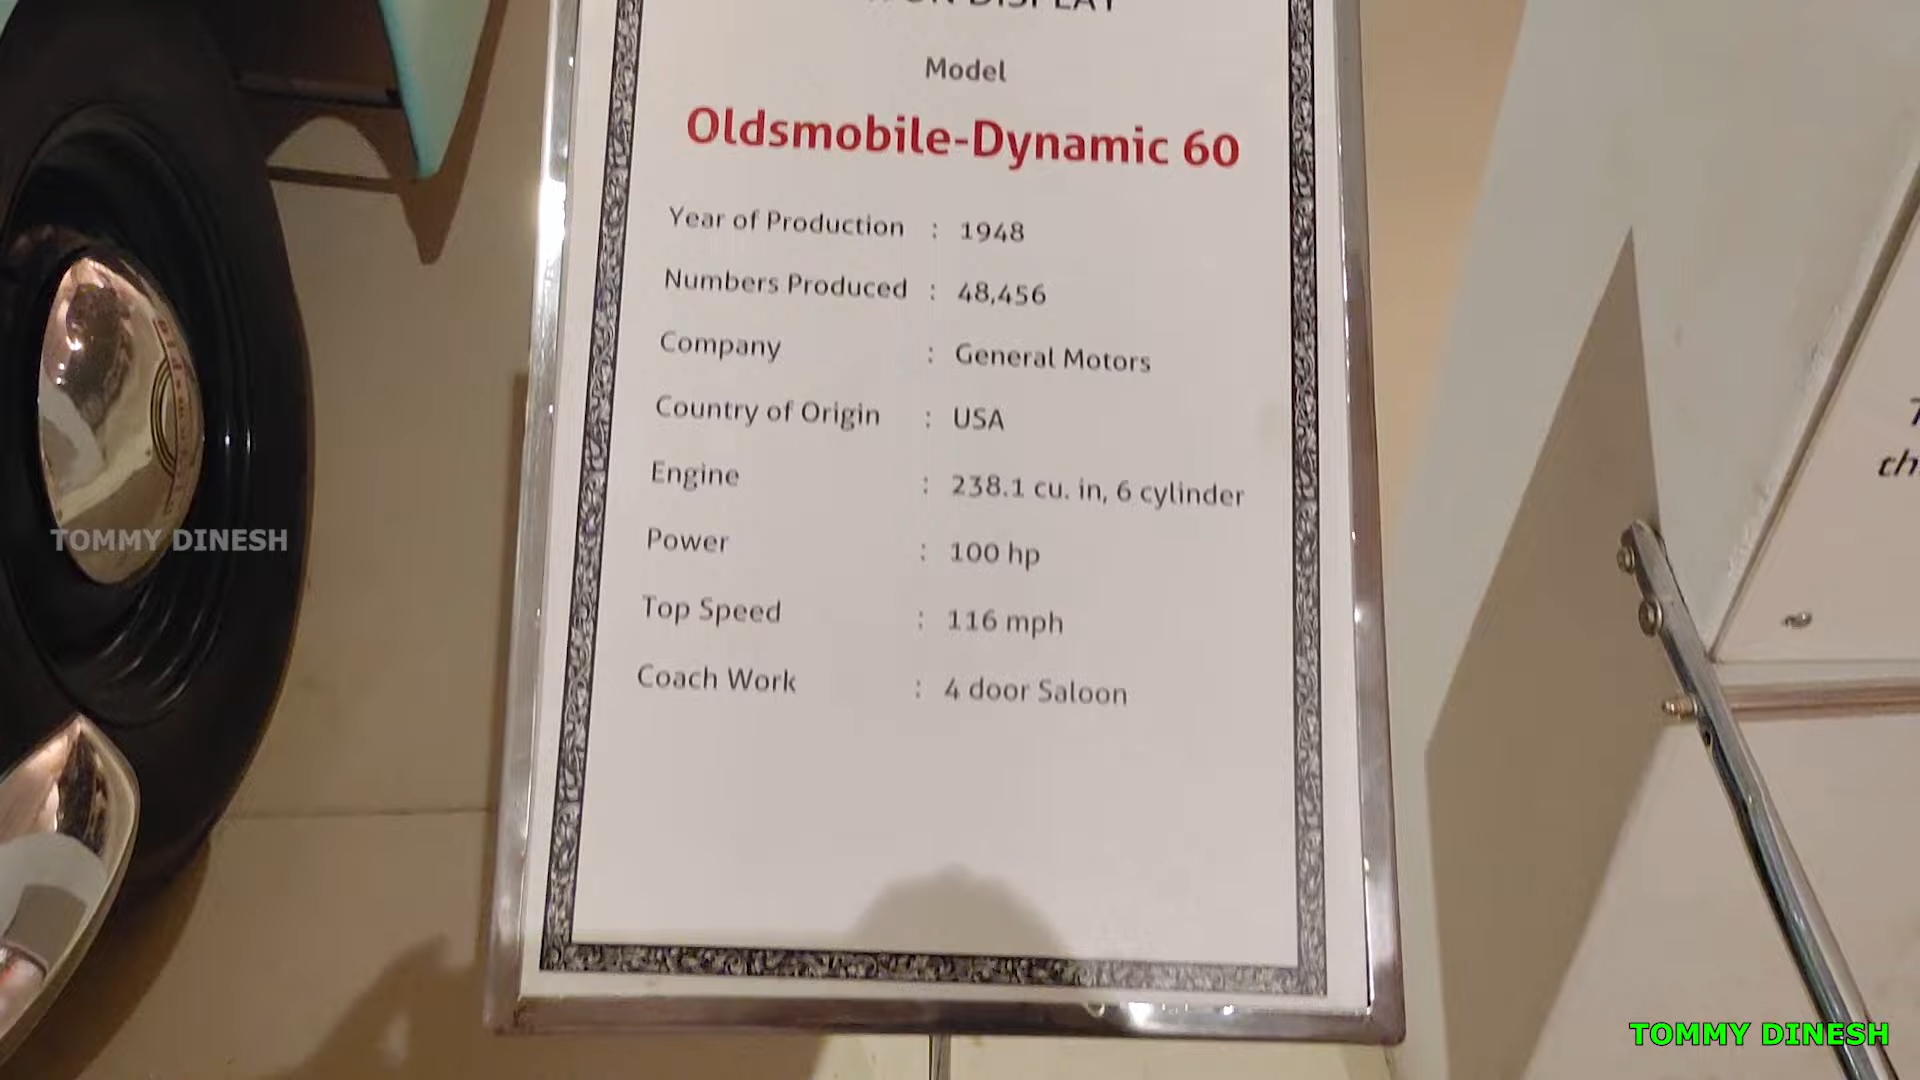 ON DISPLAY
Model
Oldsmobile-Dynamic 60
Year of Production : 1948
Numbers Produced : 48,456
Company : General Motors
Country of Origin : USA
Engine : 238.1 cu. in, 6 cylinder
Power : 100 hp
Top Speed : 116 mph
Coach Work : 4 door Saloon
TOMMY DINESH
TOMMY DINESH